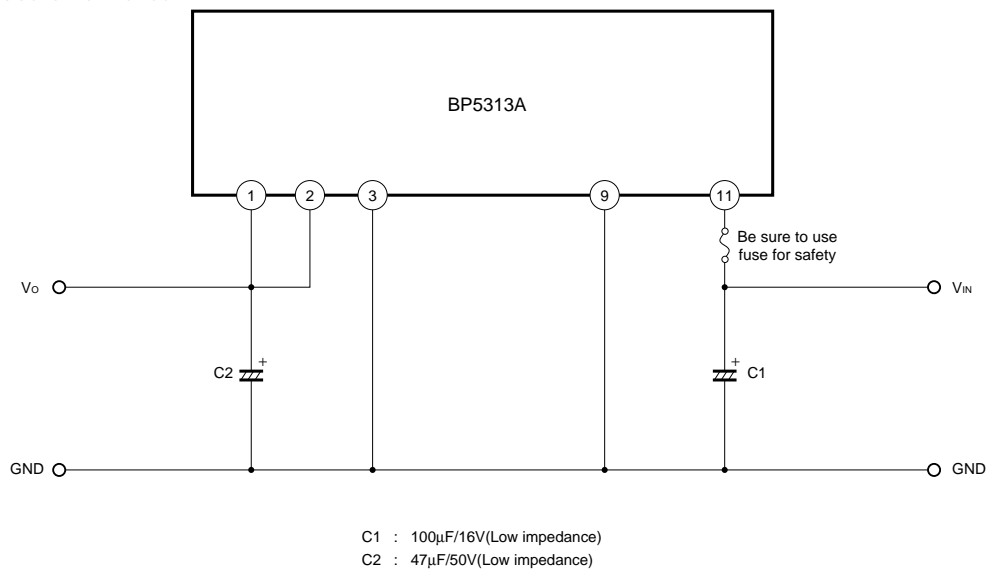 BP5313A
1
2
3
9
11
Be sure to use
fuse for safety
Vo
VIN
+
C2
+
C1
GND
GND
C1 : 100μF/16V(Low impedance)
C2 : 47μF/50V(Low impedance)